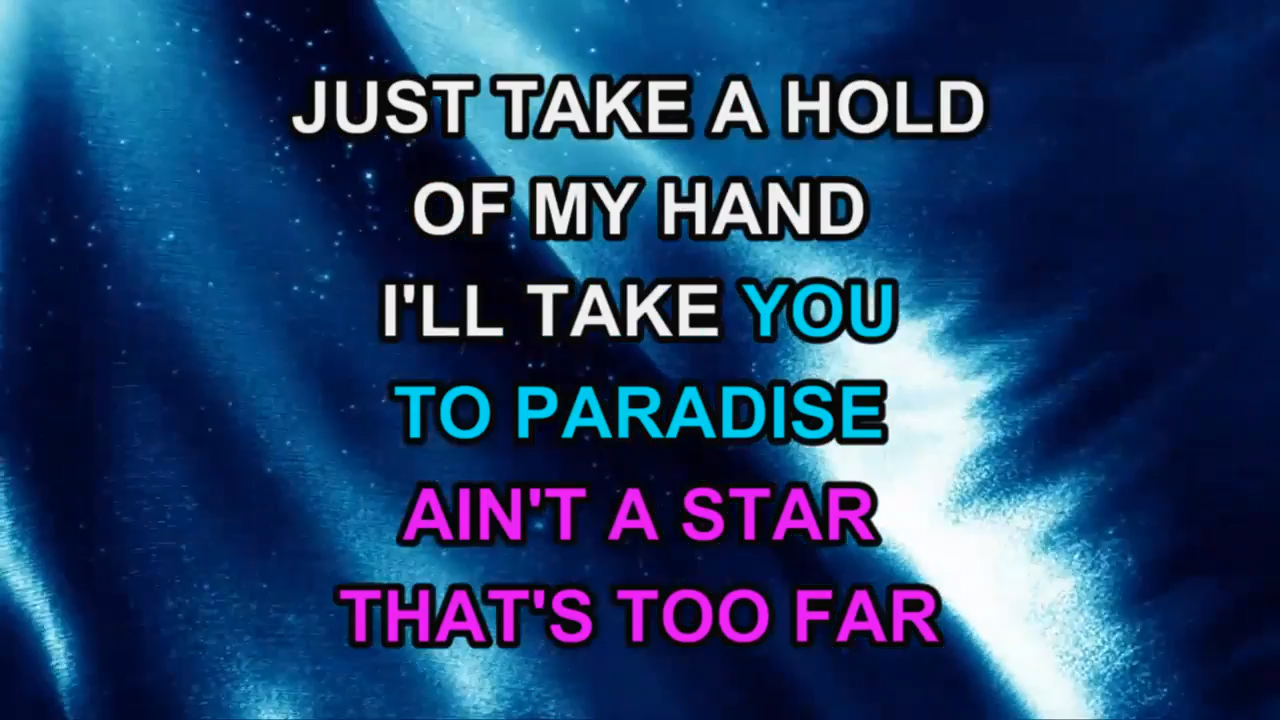 JUST TAKE A HOLD
OF MY HAND
I'LL TAKE YOU
TO PARADISE
AIN'T A STAR
THAT'S TOO FAR